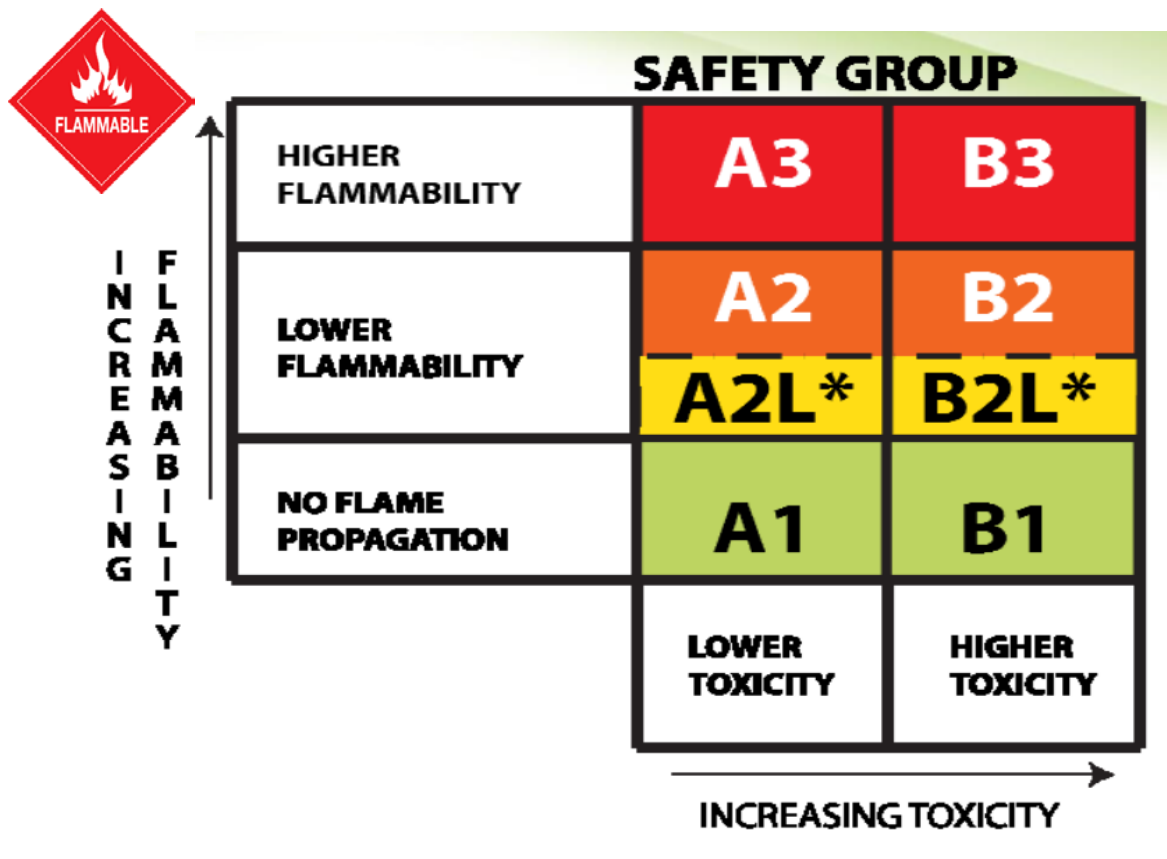 SAFETY GROUP
FLAMMABLE
HIGHER
FLAMMABILITY
A3 B3
INCREASING
FLAMMABILITY
LOWER
FLAMMABILITY
A2 B2
A2L* B2L*
NO FLAME
PROPAGATION
A1 B1
LOWER
TOXICITY
HIGHER
TOXICITY
INCREASING TOXICITY